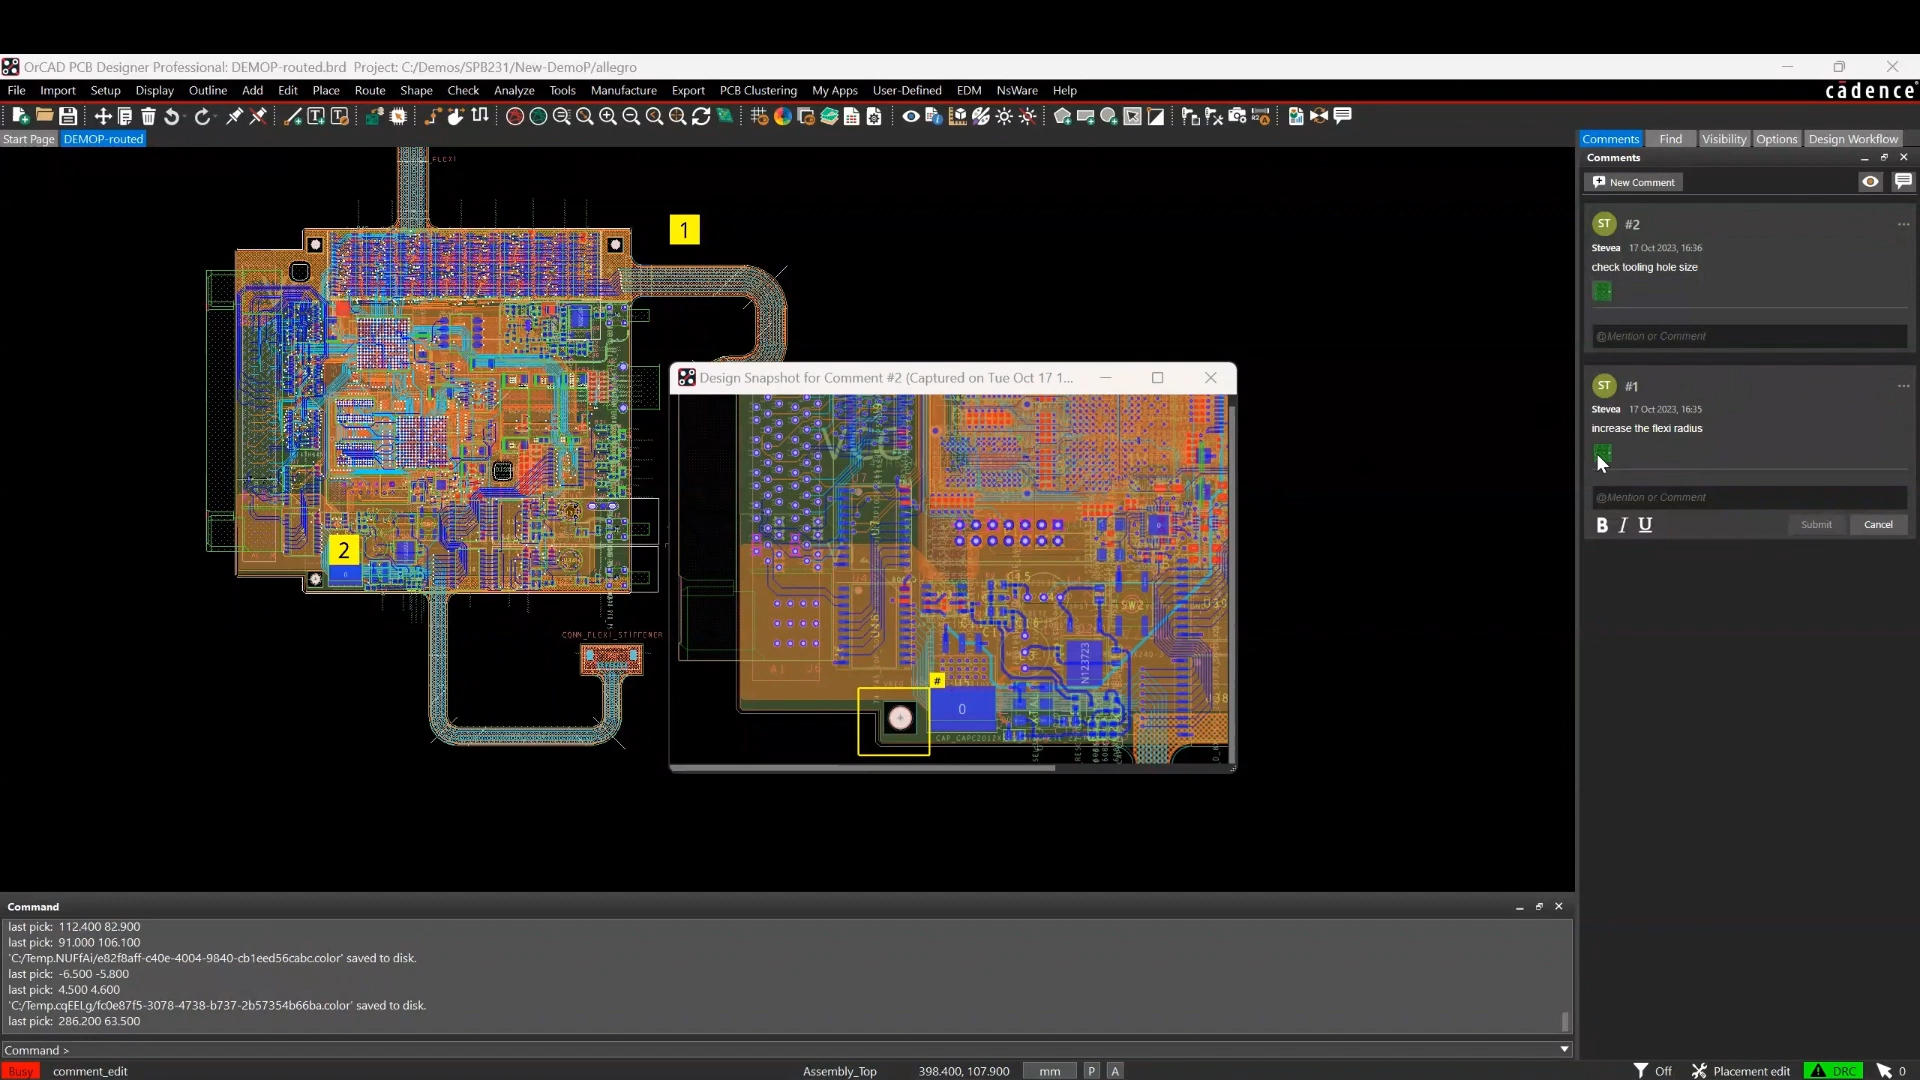 OrCAD PCB Designer Professional: DEMOP-routed.brd Project: C:/Demos/SPB231/New-DemoP/allegro
File Import Setup Display Outline Add Edit Place Route Shape Check Analyze Tools Manufacture Export PCB Clustering My Apps User-Defined EDM NsWare Help
cādence
Start Page DEMOP-routed
Comments Find Visibility Options Design Workflow
Comments
New Comment
ST #2
Stevea 17 Oct 2023, 16:36
check tooling hole size
@Mention or Comment
ST #1
Stevea 17 Oct 2023, 16:35
increase the flexi radius
@Mention or Comment
B I U Submit Cancel
FLEXI
1
2
0
CONN_FLEXI_STIFFENER
Design Snapshot for Comment #2 (Captured on Tue Oct 17 1...
VCC
U7
SW2
N123723
#
0
CAP_CAPC2012X
Command
last pick: 112.400 82.900
last pick: 91.000 106.100
'C:/Temp.NUFfAi/e82f8aff-c40e-4004-9840-cb1eed56cabc.color' saved to disk.
last pick: -6.500 -5.800
last pick: 4.500 4.600
'C:/Temp.cqEELg/fc0e87f5-3078-4738-b737-2b57354b66ba.color' saved to disk.
last pick: 286.200 63.500
Command >
Busy comment_edit Assembly_Top 398.400, 107.900 mm P A Off Placement edit DRC 0